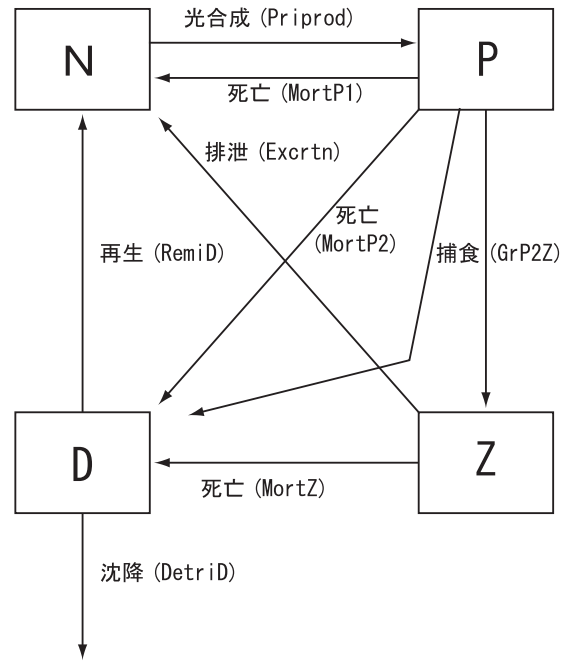 光合成 (Priprod)
N
P
死亡 (MortP1)
排泄 (Excrtn)
死亡
(MortP2)
再生 (RemiD)
捕食 (GrP2Z)
D
Z
死亡 (MortZ)
沈降 (DetriD)